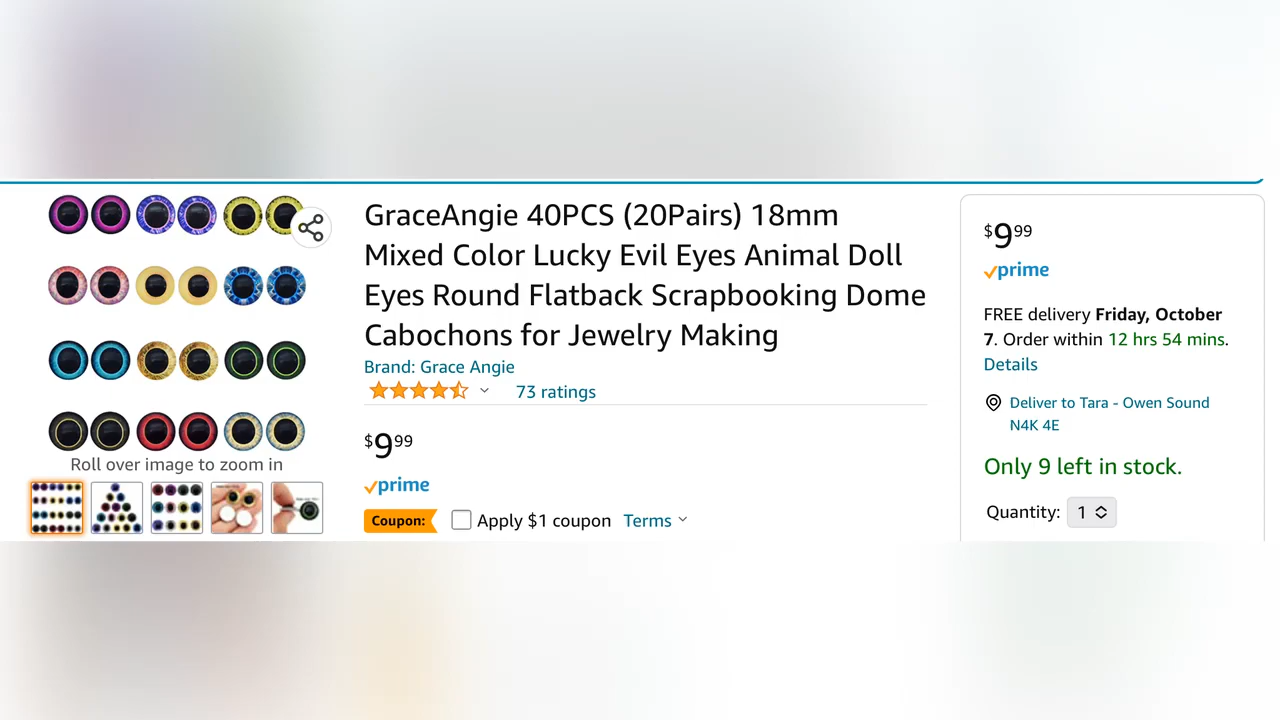 GraceAngie 40PCS (20Pairs) 18mm
Mixed Color Lucky Evil Eyes Animal Doll
Eyes Round Flatback Scrapbooking Dome
Cabochons for Jewelry Making
Brand: Grace Angie
73 ratings
$9 99
prime
Coupon: Apply $1 coupon Terms
Roll over image to zoom in
$9 99
prime
FREE delivery Friday, October
7. Order within 12 hrs 54 mins.
Details
Deliver to Tara - Owen Sound
N4K 4E
Only 9 left in stock.
Quantity: 1